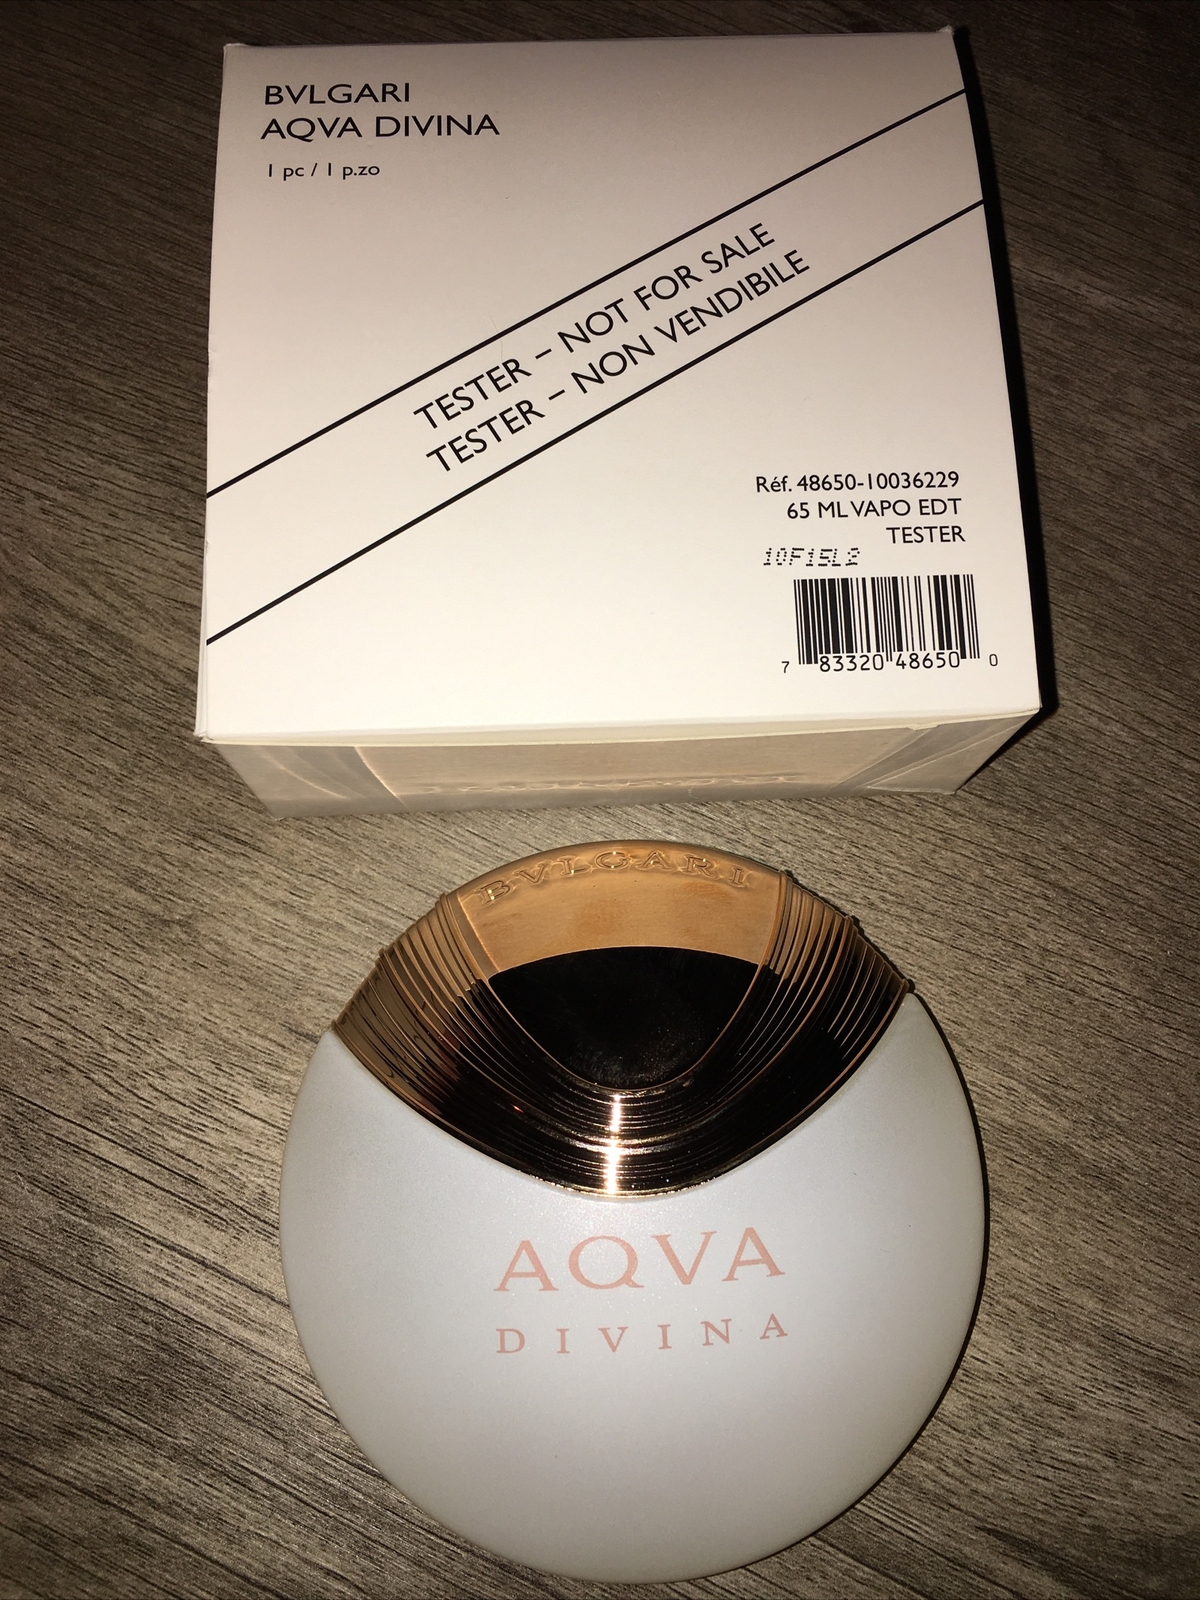 BVLGARI
AQVA DIVINA
1 pc / 1 p.zo
TESTER – NOT FOR SALE
TESTER – NON VENDIBILE
Réf. 48650-10036229
65 ML VAPO EDT
TESTER
10F15L2
7 83320 48650 0
BVLGARI
AQVA
DIVINA